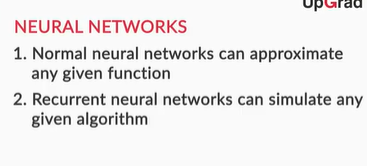 UpGrad
NEURAL NETWORKS
1. Normal neural networks can approximate
any given function
2. Recurrent neural networks can simulate any
given algorithm